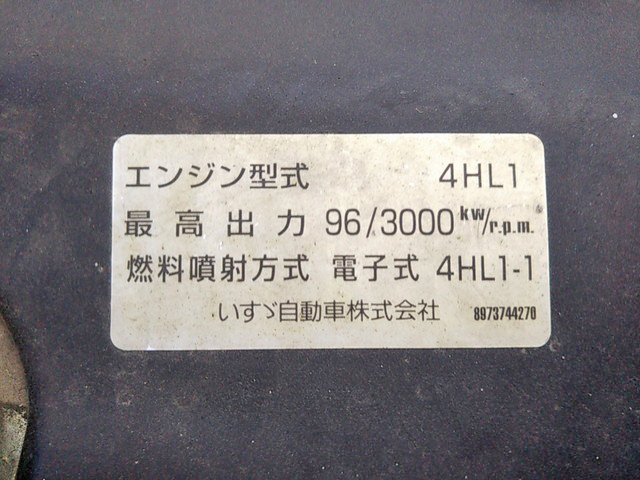 エンジン型式 4HL1
最高出力 96/3000 kw/r.p.m.
燃料噴射方式 電子式 4HL1-1
いすゞ自動車株式会社 8973744270